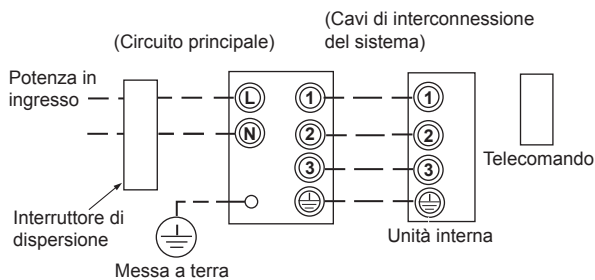 (Circuito principale)
(Cavi di interconnessione
del sistema)
Potenza in
ingresso
L
1
1
N
2
2
3
3
Telecomando
Interruttore di
dispersione
Unità interna
Messa a terra